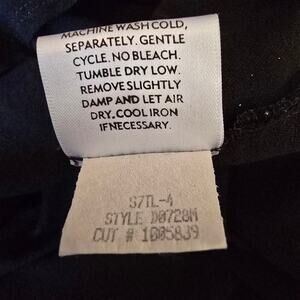 MACHINE WASH COLD,
SEPARATELY. GENTLE
CYCLE. NO BLEACH.
TUMBLE DRY LOW.
REMOVE SLIGHTLY
DAMP AND LET AIR
DRY. COOL IRON
IF NECESSARY.
S7TL-4
STYLE D0728M
CUT # 1605839